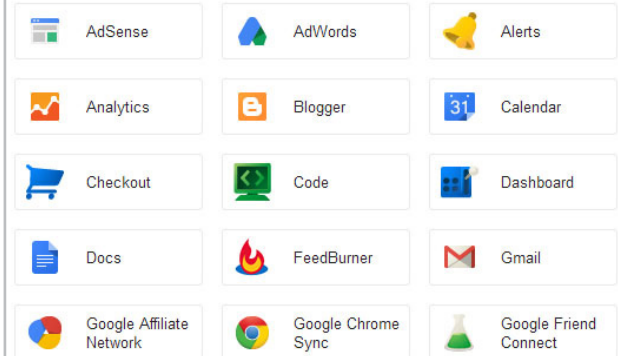 AdSense
AdWords
Alerts
Analytics
Blogger
31
Calendar
Checkout
Code
Dashboard
Docs
FeedBurner
Gmail
Google Affiliate
Network
Google Chrome
Sync
Google Friend
Connect